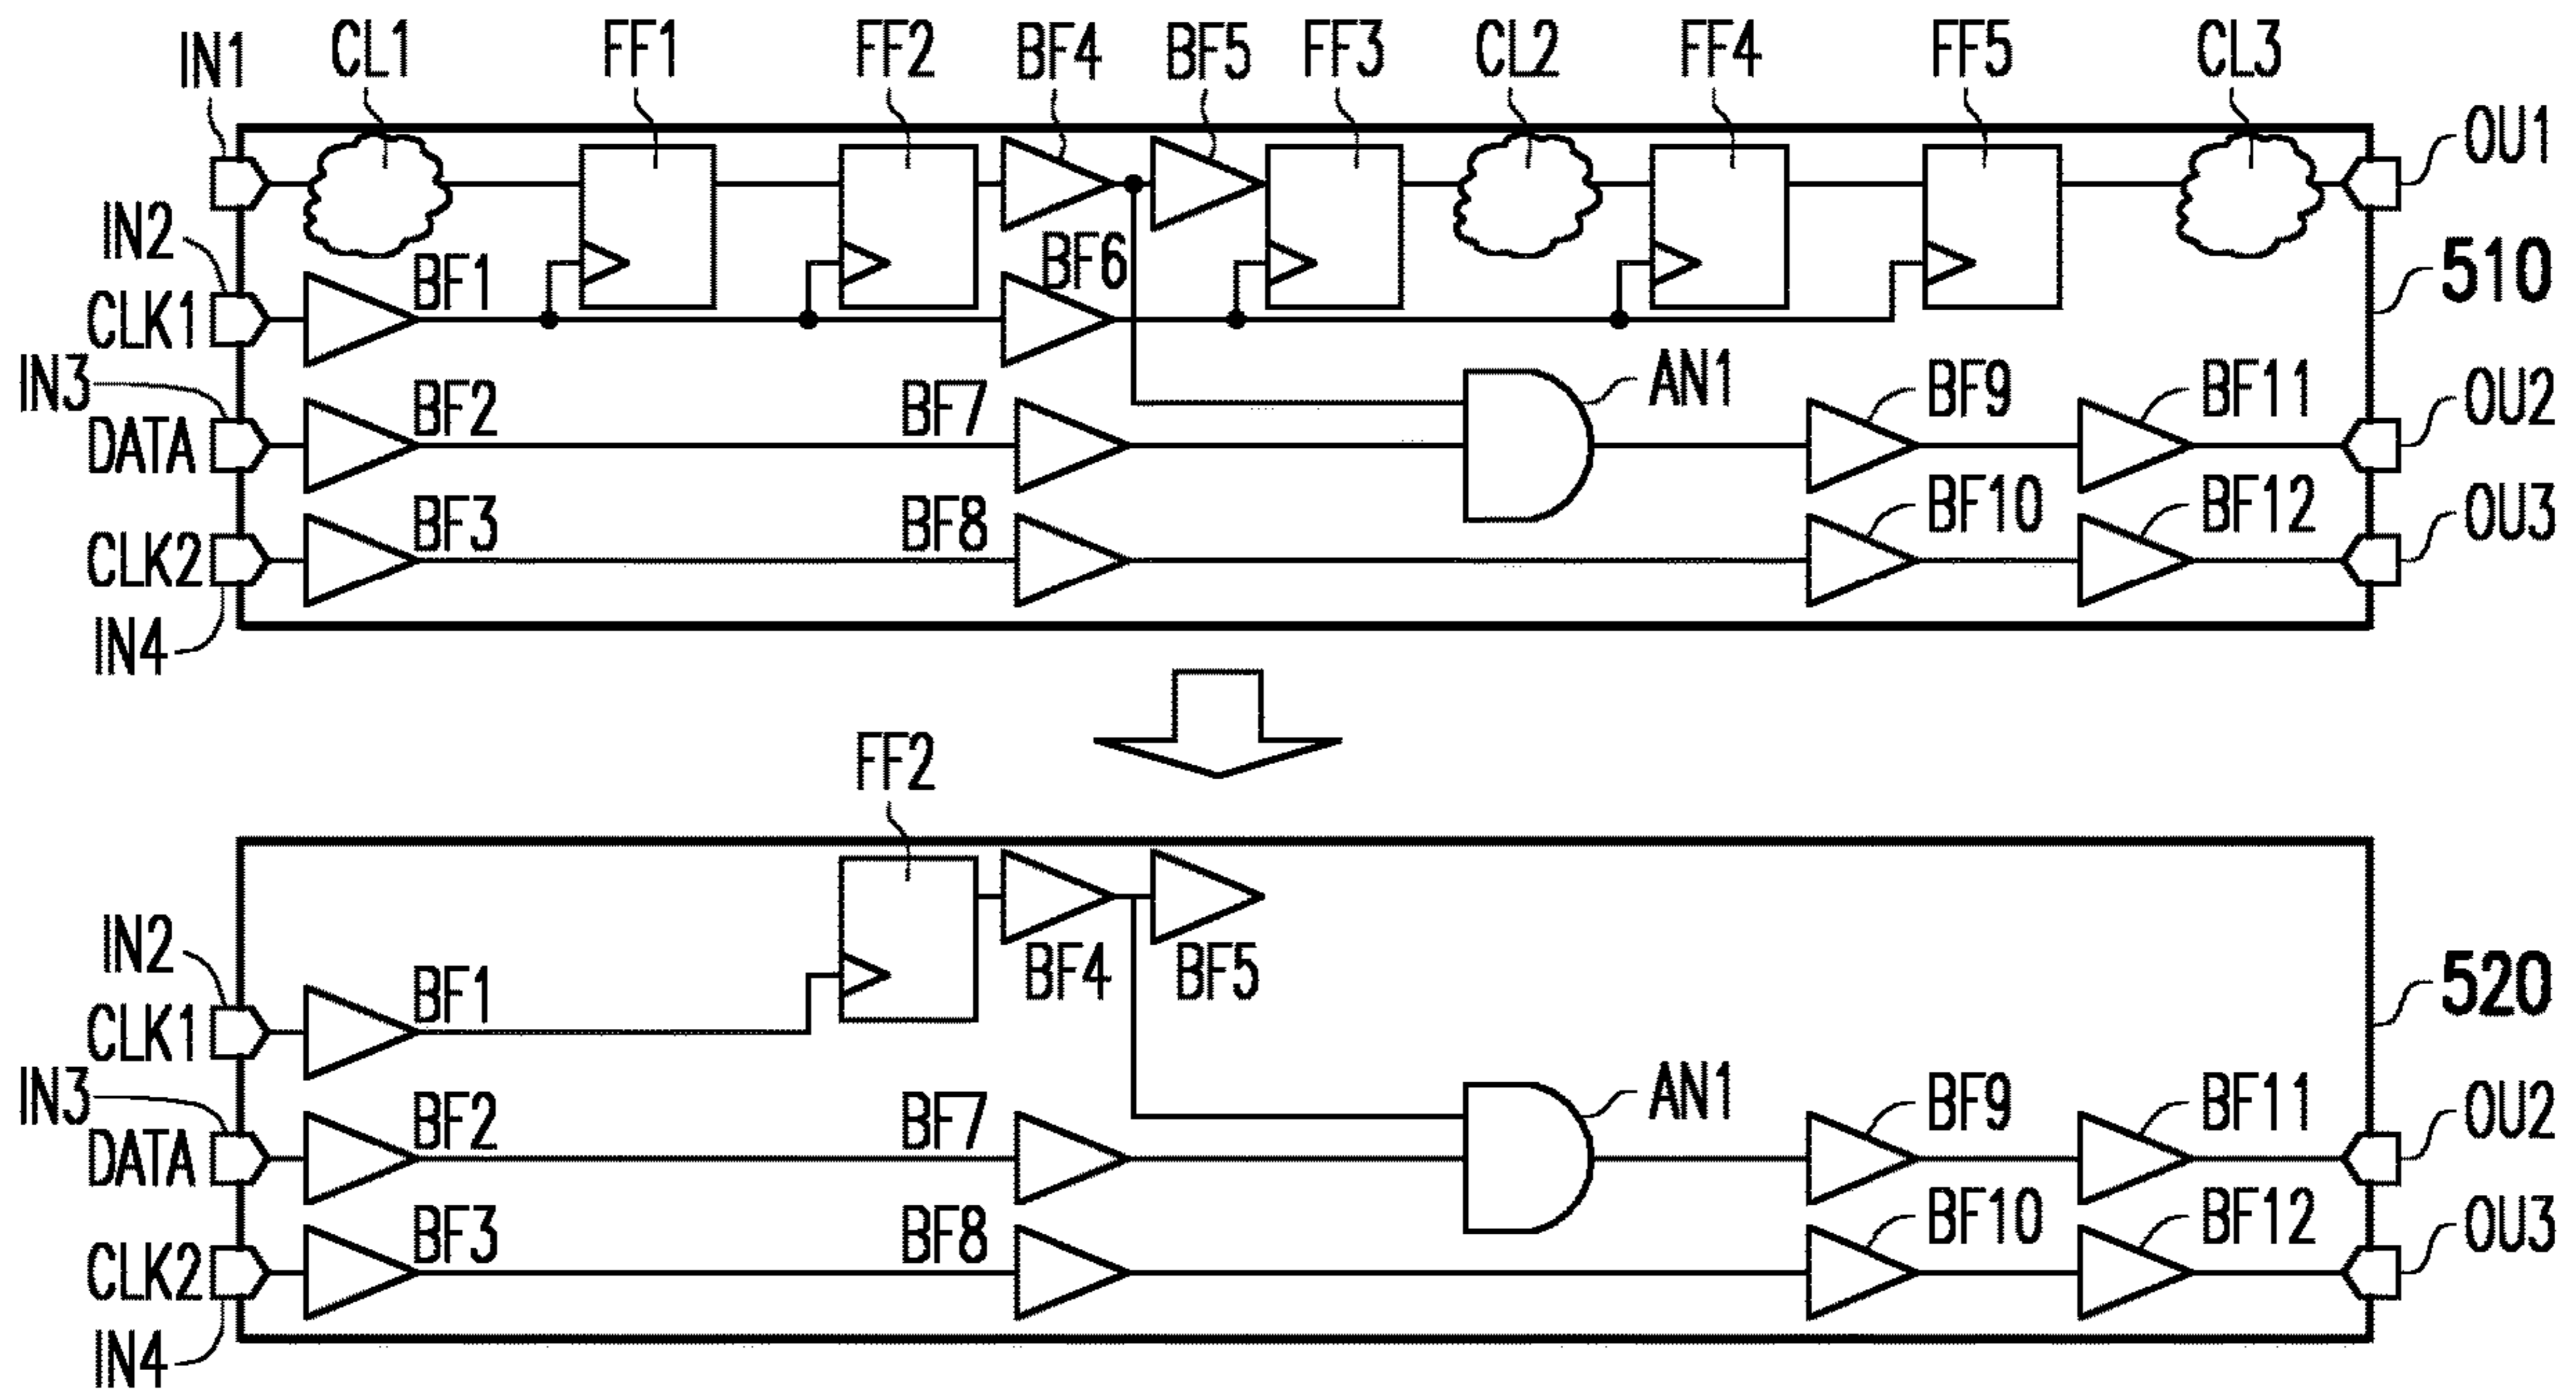 IN1 CL1 FF1 FF2 BF4 BF5 FF3 CL2 FF4 FF5 CL3
OU1
IN2
BF1 BF6
510
CLK1
IN3 AN1
BF2 BF7 BF9 BF11 OU2
DATA
BF3 BF8 BF10 BF12 OU3
CLK2
IN4
FF2
IN2
BF4 BF5
BF1
520
CLK1
IN3 AN1
BF2 BF7 BF9 BF11 OU2
DATA
BF3 BF8 BF10 BF12 OU3
CLK2
IN4